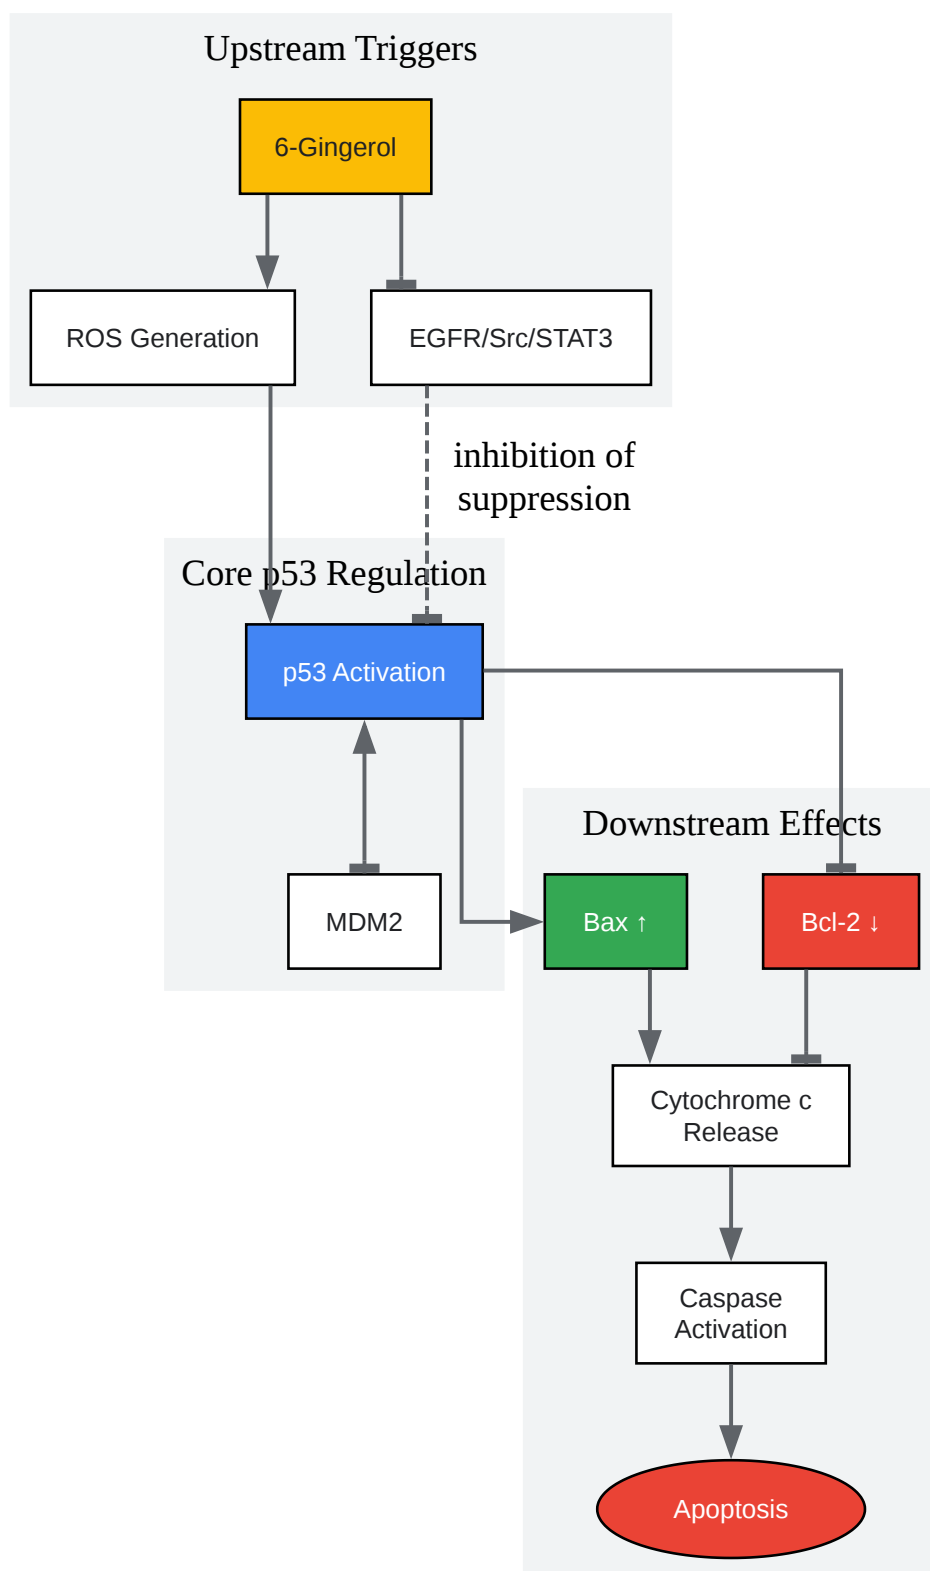 Upstream Triggers
6-Gingerol
ROS Generation
EGFR/Src/STAT3
inhibition of
suppression
Core p53 Regulation
p53 Activation
MDM2
Downstream Effects
Bax ↑
Bcl-2 ↓
Cytochrome c
Release
Caspase
Activation
Apoptosis